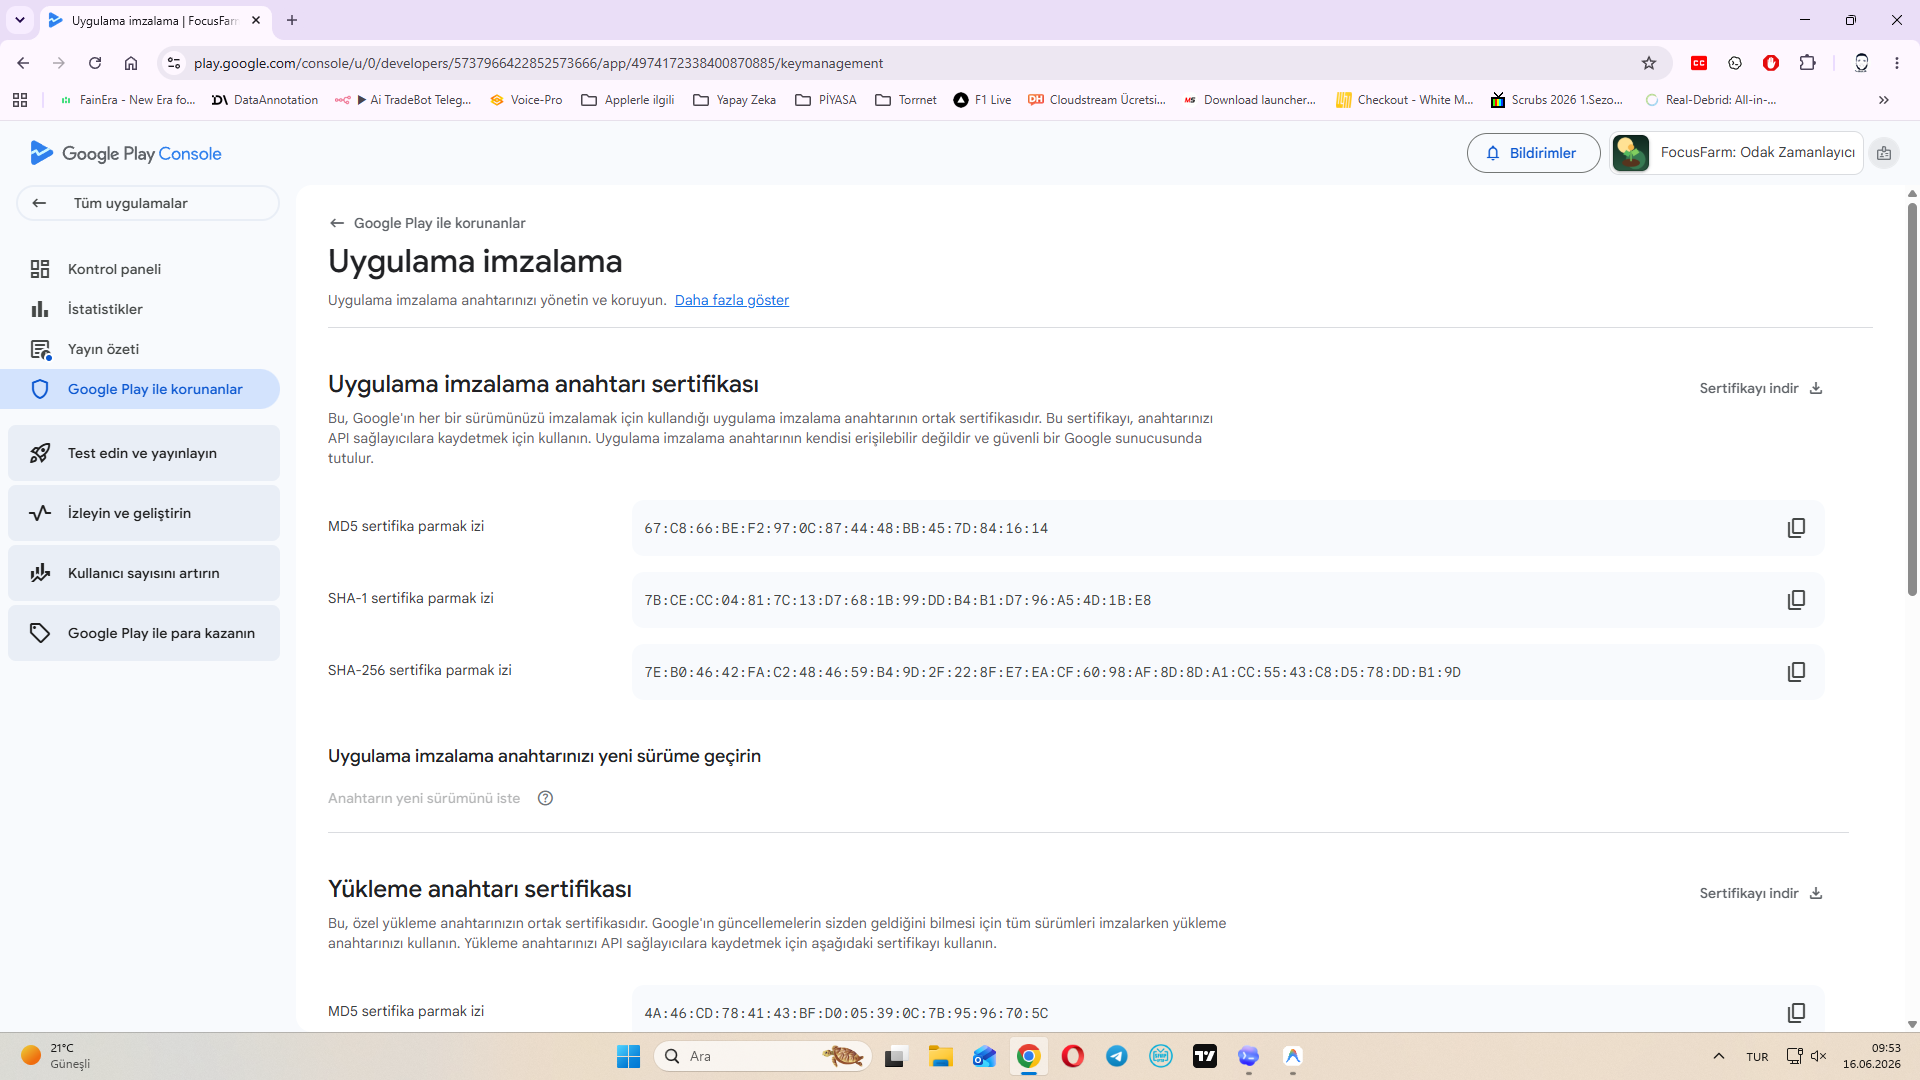 Uygulama imzalama | FocusFarm
play.google.com/console/u/0/developers/5737966422852573666/app/4974172338400870885/keymanagement
FainEra - New Era fo...
DataAnnotation
Ai TradeBot Teleg...
Voice-Pro
Applerle ilgili
Yapay Zeka
PİYASA
Torrnet
F1 Live
Cloudstream Ücretsi...
Download launcher...
Checkout - White M...
Scrubs 2026 1.Sezo...
Real-Debrid: All-in-...
Google Play Console
Bildirimler
FocusFarm: Odak Zamanlayıcı
Tüm uygulamalar
Kontrol paneli
İstatistikler
Yayın özeti
Google Play ile korunanlar
Test edin ve yayınlayın
İzleyin ve geliştirin
Kullanıcı sayısını artırın
Google Play ile para kazanın
Google Play ile korunanlar
Uygulama imzalama
Uygulama imzalama anahtarınızı yönetin ve koruyun. Daha fazla göster
Uygulama imzalama anahtarı sertifikası
Sertifikayı indir
Bu, Google'ın her bir sürümünüzü imzalamak için kullandığı uygulama imzalama anahtarının ortak sertifikasıdır. Bu sertifikayı, anahtarınızı
API sağlayıcılara kaydetmek için kullanın. Uygulama imzalama anahtarının kendisi erişilebilir değildir ve güvenli bir Google sunucusunda
tutulur.
MD5 sertifika parmak izi
67:C8:66:BE:F2:97:0C:87:44:48:BB:45:7D:84:16:14
SHA-1 sertifika parmak izi
7B:CE:CC:04:81:7C:13:D7:68:1B:99:DD:B4:B1:D7:96:A5:4D:1B:E8
SHA-256 sertifika parmak izi
7E:B0:46:42:FA:C2:48:46:59:B4:9D:2F:22:8F:E7:EA:CF:60:98:AF:8D:8D:A1:CC:55:43:C8:D5:78:DD:B1:9D
Uygulama imzalama anahtarınızı yeni sürüme geçirin
Anahtarın yeni sürümünü iste
Yükleme anahtarı sertifikası
Sertifikayı indir
Bu, özel yükleme anahtarınızın ortak sertifikasıdır. Google'ın güncellemelerin sizden geldiğini bilmesi için tüm sürümleri imzalarken yükleme
anahtarınızı kullanın. Yükleme anahtarınızı API sağlayıcılara kaydetmek için aşağıdaki sertifikayı kullanın.
MD5 sertifika parmak izi
4A:46:CD:78:41:43:BF:D0:05:39:0C:7B:95:96:70:5C
21°C
Güneşli
Ara
TUR
09:53
16.06.2026